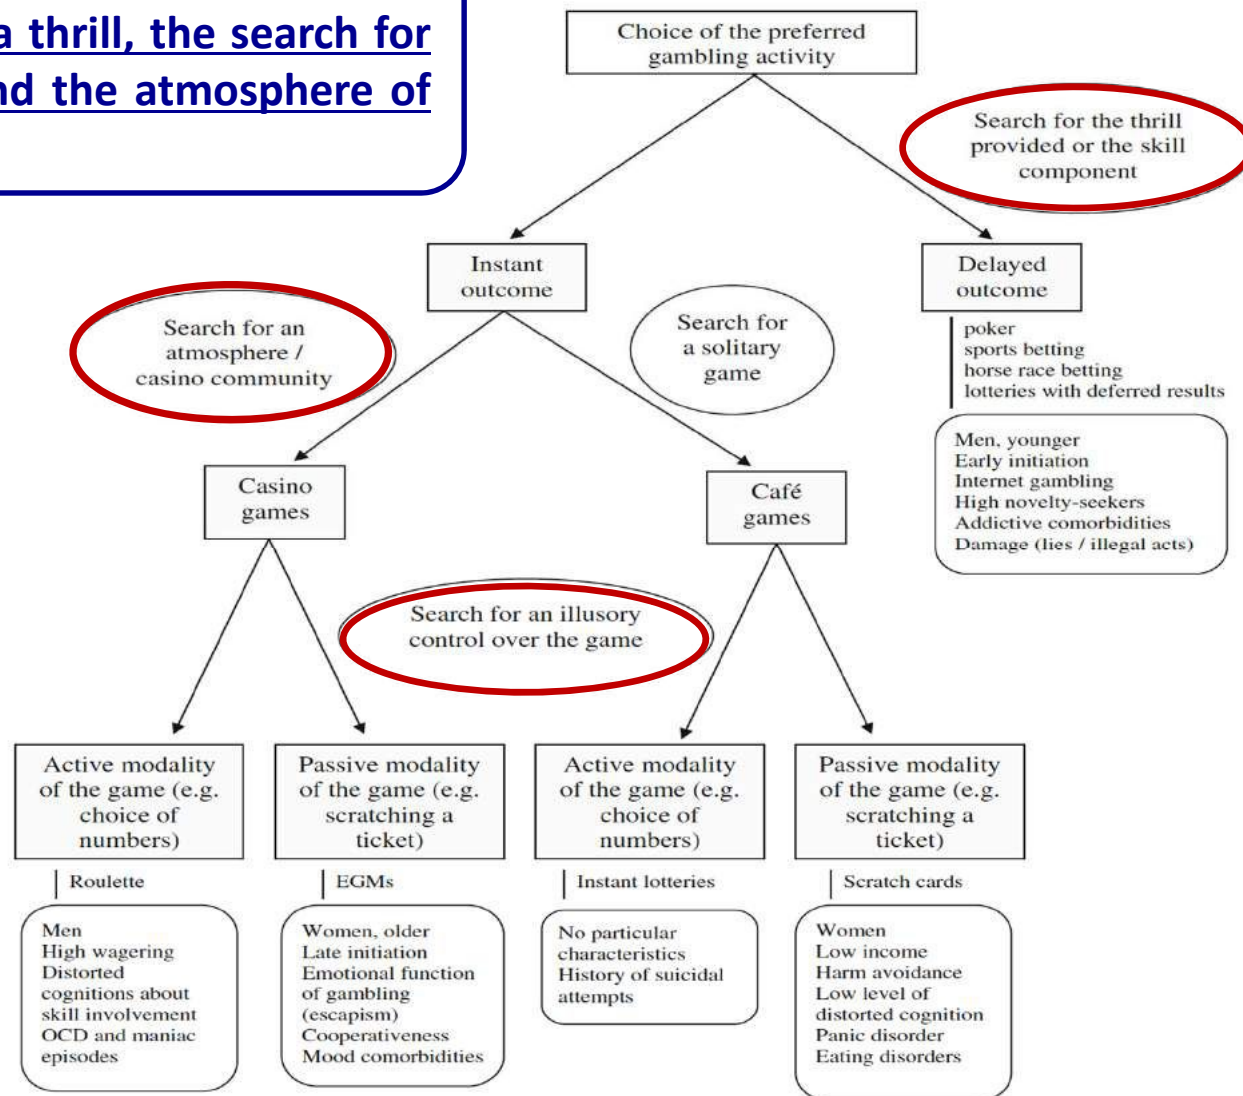 a thrill, the search for
nd the atmosphere of
Choice of the preferred
gambling activity
Search for the thrill
provided or the skill
component
Instant
outcome
Delayed
outcome
Search for an
atmosphere /
casino community
Search for
a solitary
game
poker
sports betting
horse race betting
lotteries with deferred results
Men, younger
Early initiation
Internet gambling
High novelty-seekers
Addictive comorbidities
Damage (lies / illegal acts)
Casino
games
Café
games
Search for an illusory
control over the game
Active modality
of the game (e.g.
choice of
numbers)
Passive modality
of the game (e.g.
scratching a
ticket)
Active modality
of the game (e.g.
choice of
numbers)
Passive modality
of the game (e.g.
scratching a
ticket)
Roulette
EGMs
Instant lotteries
Scratch cards
Men
High wagering
Distorted
cognitions about
skill involvement
OCD and maniac
episodes
Women, older
Late initiation
Emotional function
of gambling
(escapism)
Cooperativeness
Mood comorbidities
No particular
characteristics
History of suicidal
attempts
Women
Low income
Harm avoidance
Low level of
distorted cognition
Panic disorder
Eating disorders